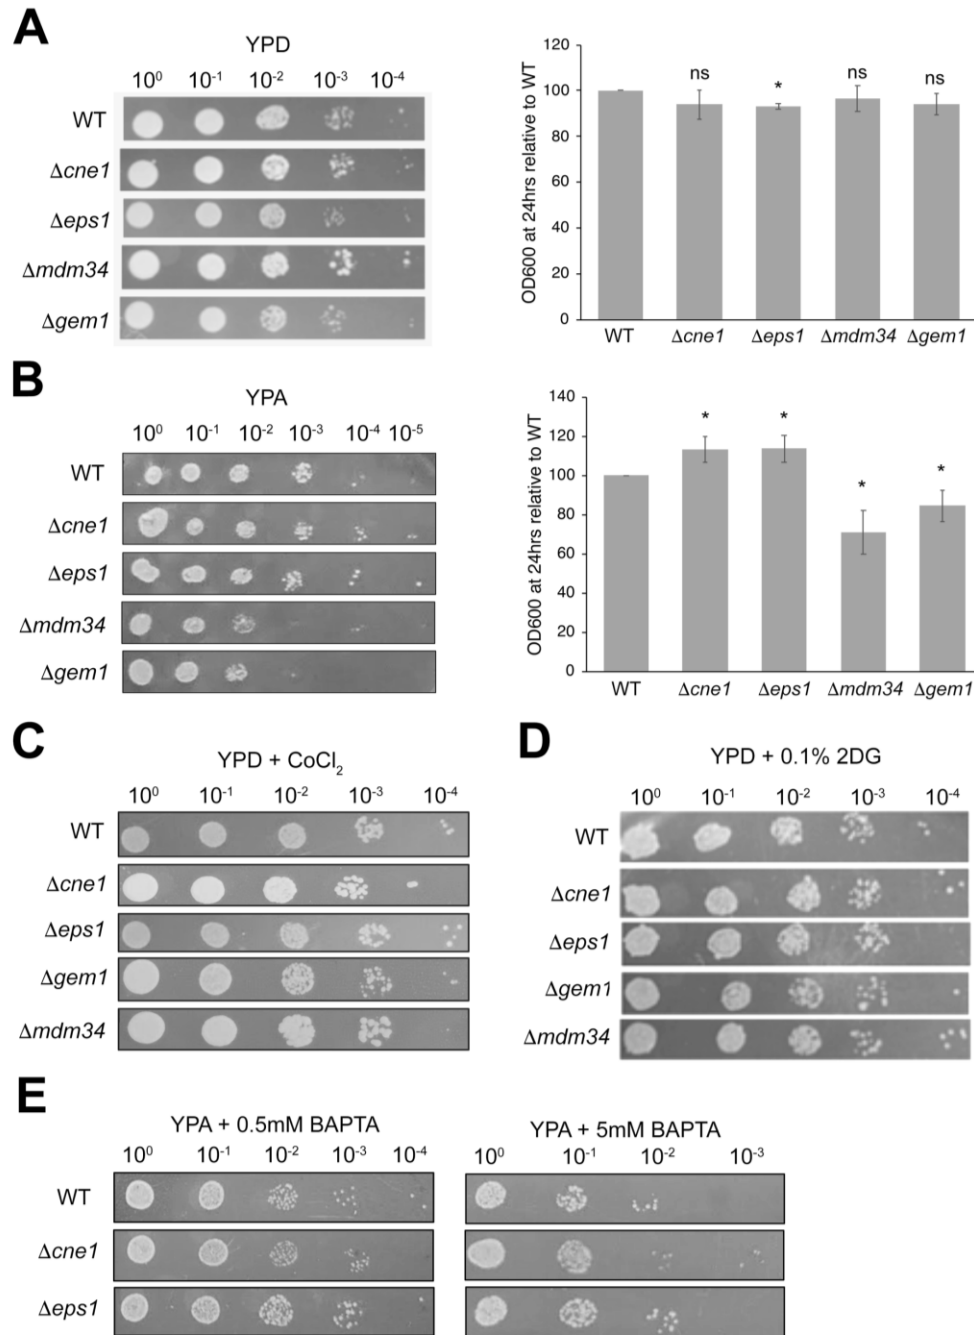 A
YPD
10⁰ 10⁻¹ 10⁻² 10⁻³ 10⁻⁴
WT
Δcne1
Δeps1
Δmdm34
Δgem1
OD600 at 24hrs relative to WT
120
100
80
60
40
20
0
ns
*
ns
ns
WT Δcne1 Δeps1 Δmdm34 Δgem1
B
YPA
10⁰ 10⁻¹ 10⁻² 10⁻³ 10⁻⁴ 10⁻⁵
WT
Δcne1
Δeps1
Δmdm34
Δgem1
OD600 at 24hrs relative to WT
140
120
100
80
60
40
20
0
*
*
*
*
WT Δcne1 Δeps1 Δmdm34 Δgem1
C
YPD + CoCl₂
10⁰ 10⁻¹ 10⁻² 10⁻³ 10⁻⁴
WT
Δcne1
Δeps1
Δgem1
Δmdm34
D
YPD + 0.1% 2DG
10⁰ 10⁻¹ 10⁻² 10⁻³ 10⁻⁴
WT
Δcne1
Δeps1
Δgem1
Δmdm34
E
YPA + 0.5mM BAPTA
10⁰ 10⁻¹ 10⁻² 10⁻³ 10⁻⁴
WT
Δcne1
Δeps1
YPA + 5mM BAPTA
10⁰ 10⁻¹ 10⁻² 10⁻³